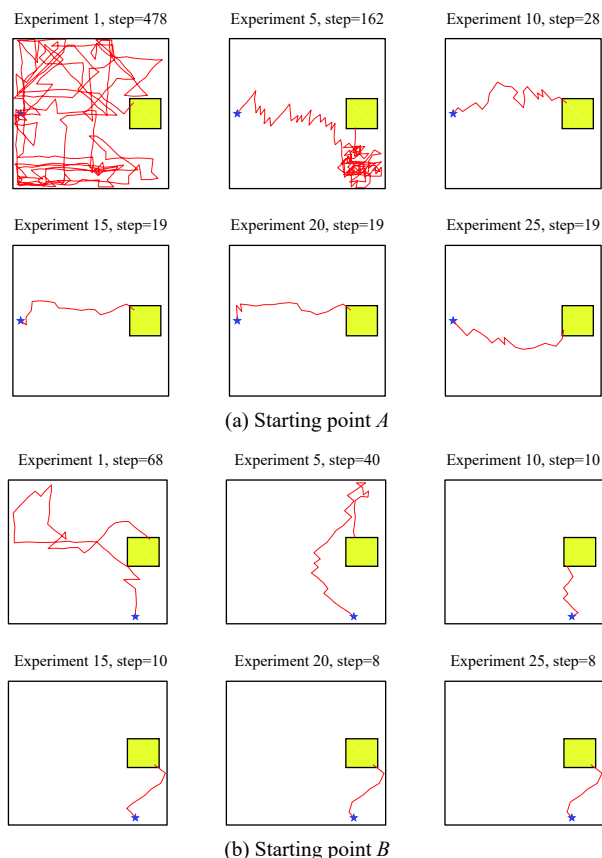 Experiment 1, step=478
Experiment 5, step=162
Experiment 10, step=28
Experiment 15, step=19
Experiment 20, step=19
Experiment 25, step=19
(a) Starting point A
Experiment 1, step=68
Experiment 5, step=40
Experiment 10, step=10
Experiment 15, step=10
Experiment 20, step=8
Experiment 25, step=8
(b) Starting point B